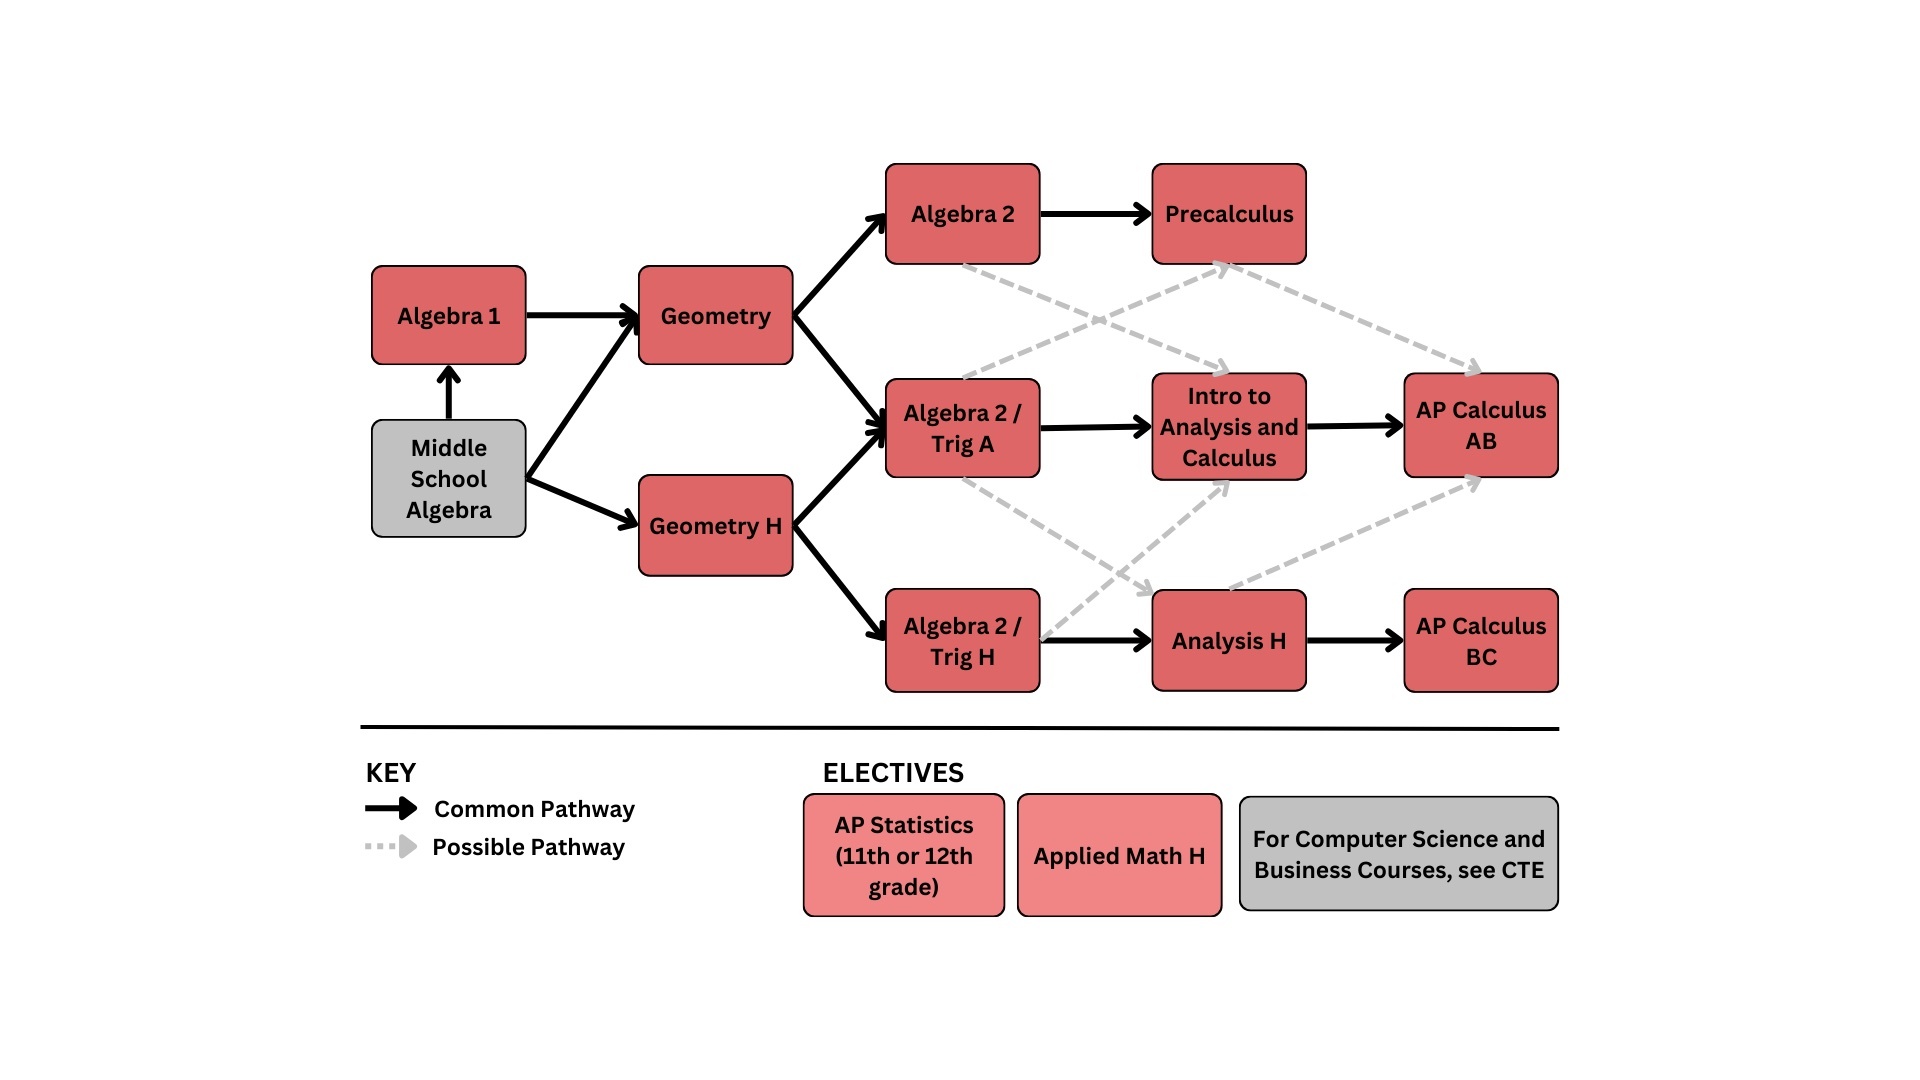 Algebra 2
Precalculus
Algebra 1
Geometry
Algebra 2 /
Trig A
Intro to
Analysis and
Calculus
AP Calculus
AB
Middle
School
Algebra
Geometry H
Algebra 2 /
Trig H
Analysis H
AP Calculus
BC
KEY
Common Pathway
Possible Pathway
ELECTIVES
AP Statistics
(11th or 12th
grade)
Applied Math H
For Computer Science and
Business Courses, see CTE